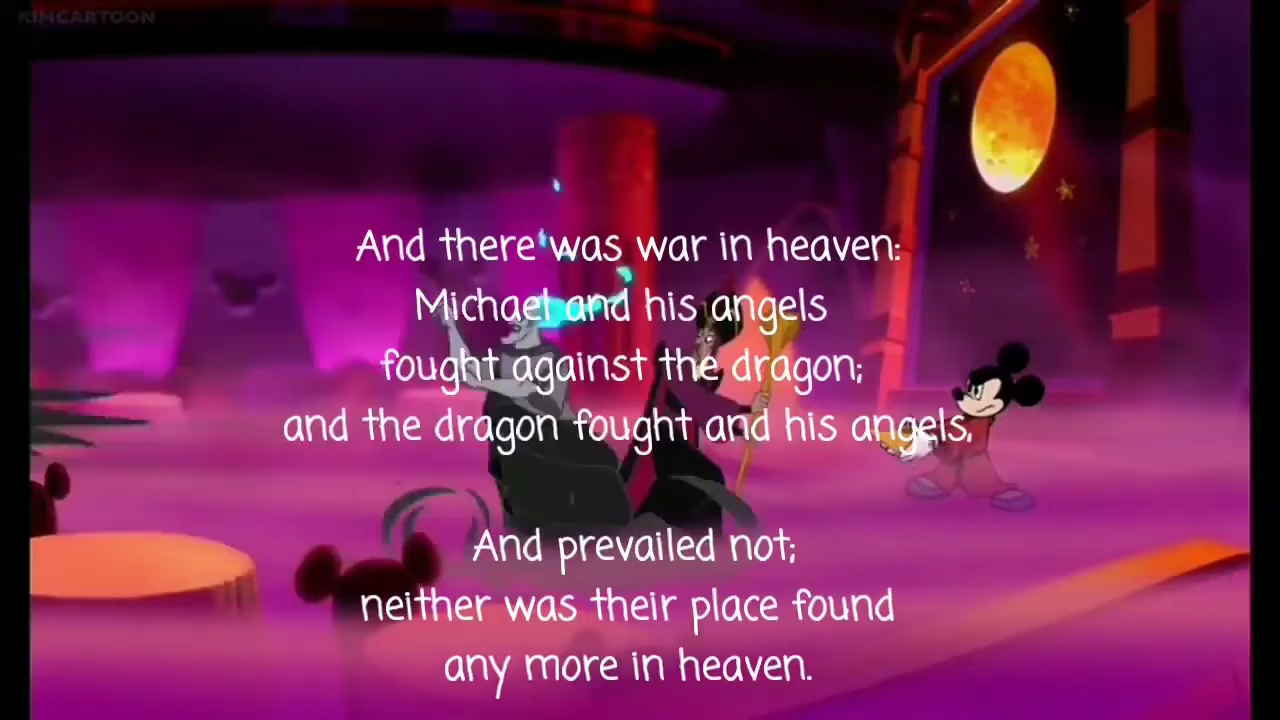 KIMCARTOON
And there was war in heaven:
Michael and his angels
fought against the dragon;
and the dragon fought and his angels,
And prevailed not;
neither was their place found
any more in heaven.